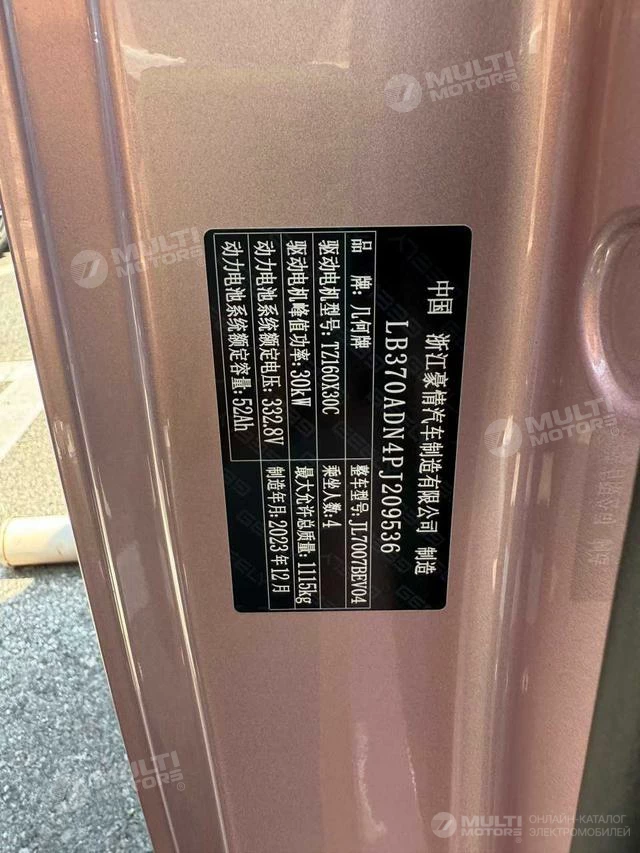 中国 浙江豪情汽车制造有限公司 制造
LB370ADN4PJ209536
品 牌: 几何牌 整车型号: JL7007BEV04
驱动电机型号: TZ160X30C 乘坐人数: 4
驱动电机峰值功率: 30kW 最大允许总质量: 1115kg
动力电池系统额定电压: 332.8V 制造年月: 2023年12月
动力电池系统额定容量: 52Ah
MULTI MOTORS
MULTI MOTORS
MULTI MOTORS
MULTI MOTORS ®
MULTI MOTORS
ОНЛАЙН-КАТАЛОГ
ЭЛЕКТРОМОБИЛЕЙ